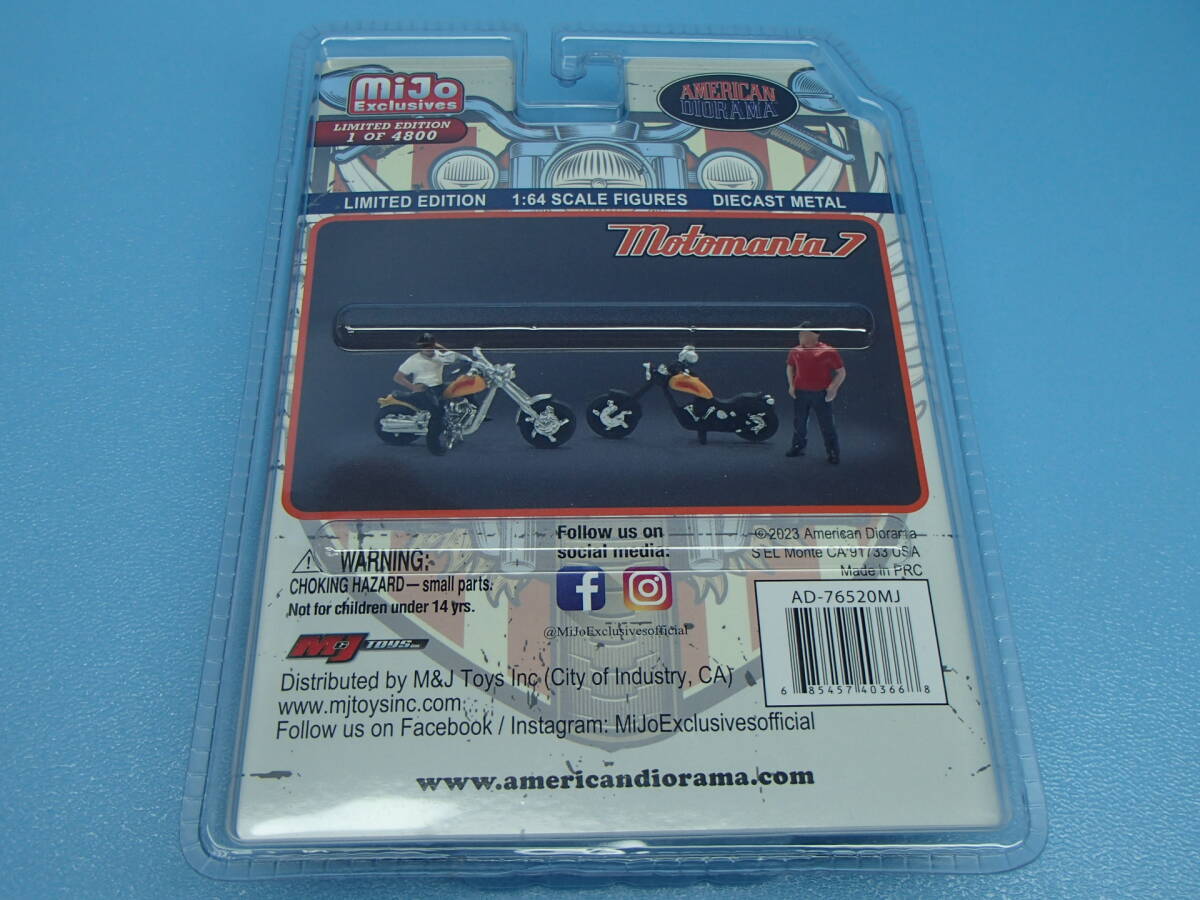 MiJo
Exclusives
LIMITED EDITION
1 OF 4800
AMERICAN
DIORAMA
LIMITED EDITION 1:64 SCALE FIGURES DIECAST METAL
Motomania 7
WARNING:
CHOKING HAZARD — small parts.
Not for children under 14 yrs.
Follow us on
social media:
@MiJoExclusivesofficial
©2023 American Diorama
S EL Monte CA 91733 USA
Made in PRC
AD-76520MJ
6 85457 40366 8
M&J TOYS INC
Distributed by M&J Toys Inc (City of Industry, CA)
www.mjtoysinc.com
Follow us on Facebook / Instagram: MiJoExclusivesofficial
www.americandiorama.com